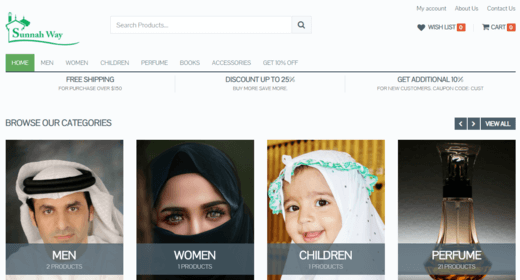 My account About Us Contact Us
Sunnah Way
Search Products...
WISH LIST 0 CART 0
HOME MEN WOMEN CHILDREN PERFUME BOOKS ACCESSORIES GET 10% OFF
FREE SHIPPING DISCOUNT UP TO 25% GET ADDITIONAL 10%
FOR PURCHASE OVER $150 BUY MORE SAVE MORE. FOR NEW CUSTOMERS. CAUPON CODE: CUST
BROWSE OUR CATEGORIES VIEW ALL
MEN WOMEN CHILDREN PERFUME
2 PRODUCTS 1 PRODUCTS 1 PRODUCTS 21 PRODUCTS